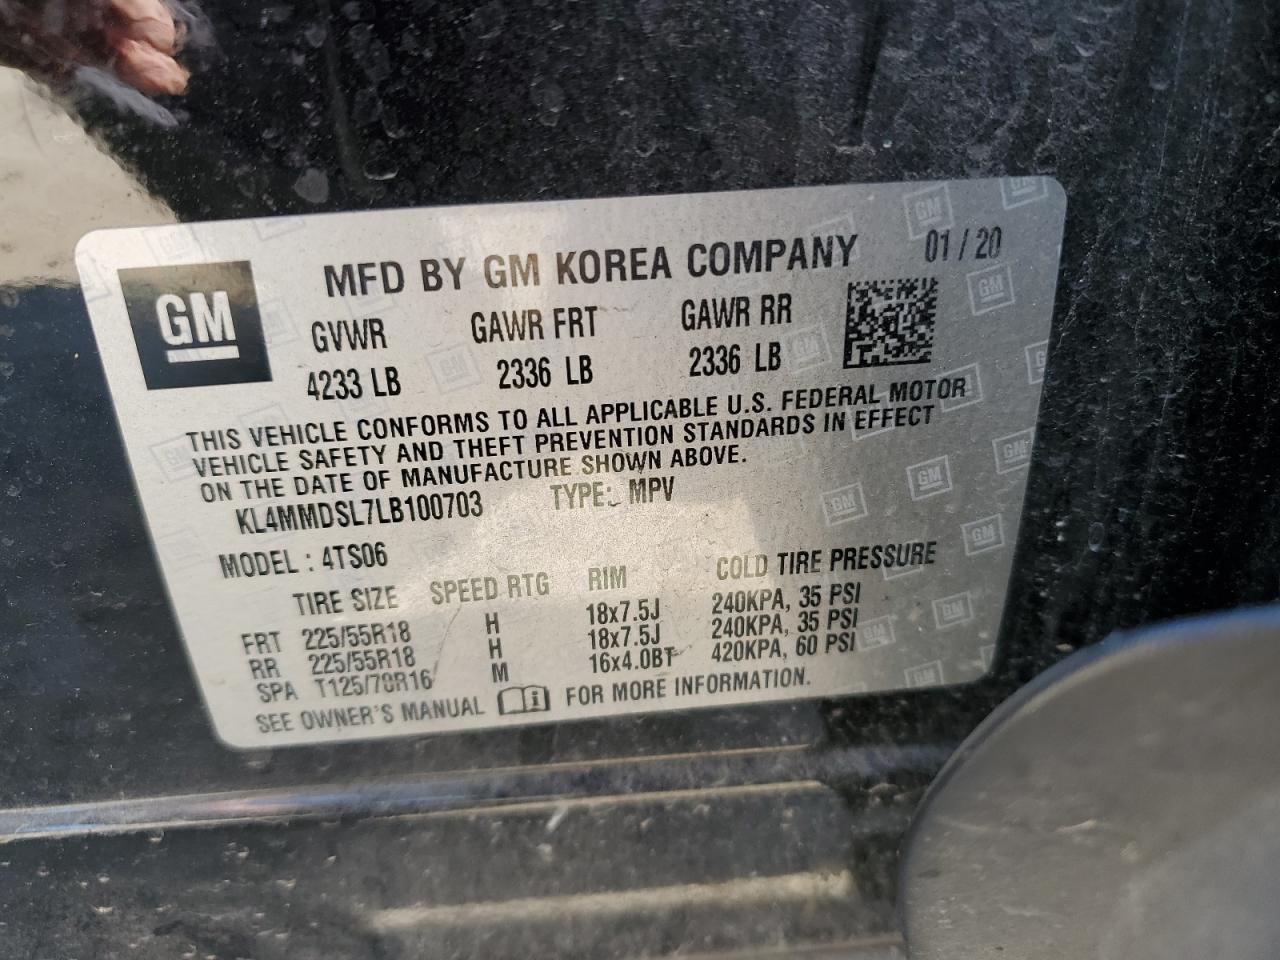 GM
MFD BY GM KOREA COMPANY 01 / 20
GVWR GAWR FRT GAWR RR
4233 LB 2336 LB 2336 LB
THIS VEHICLE CONFORMS TO ALL APPLICABLE U.S. FEDERAL MOTOR
VEHICLE SAFETY AND THEFT PREVENTION STANDARDS IN EFFECT
ON THE DATE OF MANUFACTURE SHOWN ABOVE.
KL4MMDSL7LB100703 TYPE: MPV
MODEL : 4TS06
TIRE SIZE SPEED RTG RIM COLD TIRE PRESSURE
FRT 225/55R18 H 18x7.5J 240KPA, 35 PSI
RR 225/55R18 H 18x7.5J 240KPA, 35 PSI
SPA T125/70R16 M 16x4.0BT 420KPA, 60 PSI
SEE OWNER'S MANUAL FOR MORE INFORMATION.